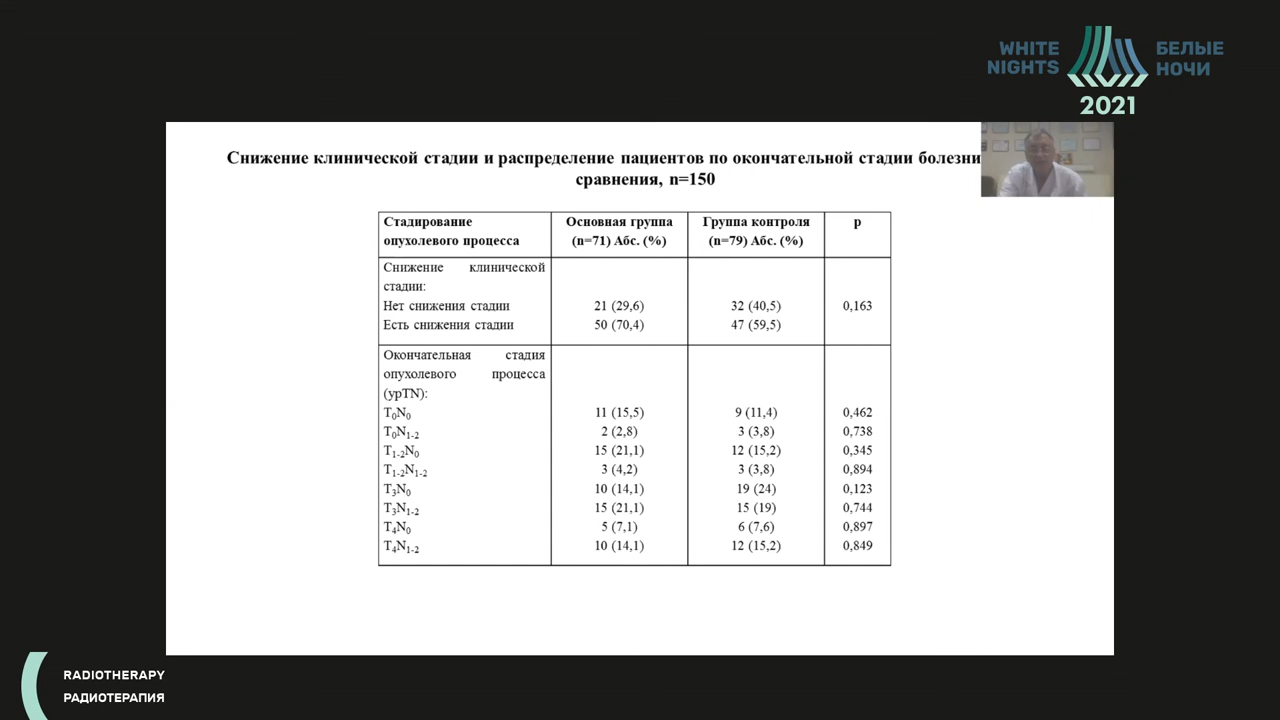 WHITE NIGHTS
БЕЛЫЕ НОЧИ
2021
Снижение клинической стадии и распределение пациентов по окончательной стадии болезни
сравнения, n=150
Стадирование опухолевого процесса | Основная группа (n=71) Абс. (%) | Группа контроля (n=79) Абс. (%) | p
Снижение клинической стадии:
Нет снижения стадии 21 (29,6) 32 (40,5) 0,163
Есть снижения стадии 50 (70,4) 47 (59,5)
Окончательная стадия опухолевого процесса (урТN):
T₀N₀ 11 (15,5) 9 (11,4) 0,462
T₀N₁₋₂ 2 (2,8) 3 (3,8) 0,738
T₁₋₂N₀ 15 (21,1) 12 (15,2) 0,345
T₁₋₂N₁₋₂ 3 (4,2) 3 (3,8) 0,894
T₃N₀ 10 (14,1) 19 (24) 0,123
T₃N₁₋₂ 15 (21,1) 15 (19) 0,744
T₄N₀ 5 (7,1) 6 (7,6) 0,897
T₄N₁₋₂ 10 (14,1) 12 (15,2) 0,849
RADIOTHERAPY
РАДИОТЕРАПИЯ